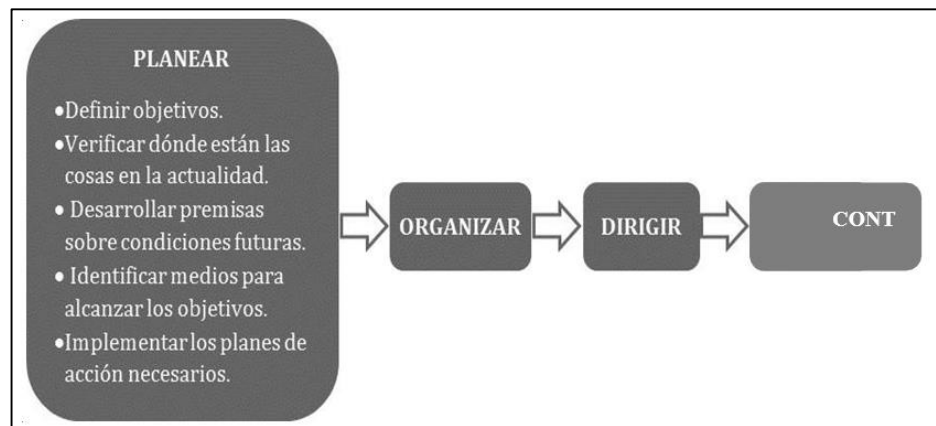 PLANEAR
•Definir objetivos.
•Verificar dónde están las
cosas en la actualidad.
• Desarrollar premisas
sobre condiciones futuras.
• Identificar medios para
alcanzar los objetivos.
•Implementar los planes de
acción necesarios.
ORGANIZAR
DIRIGIR
CONT